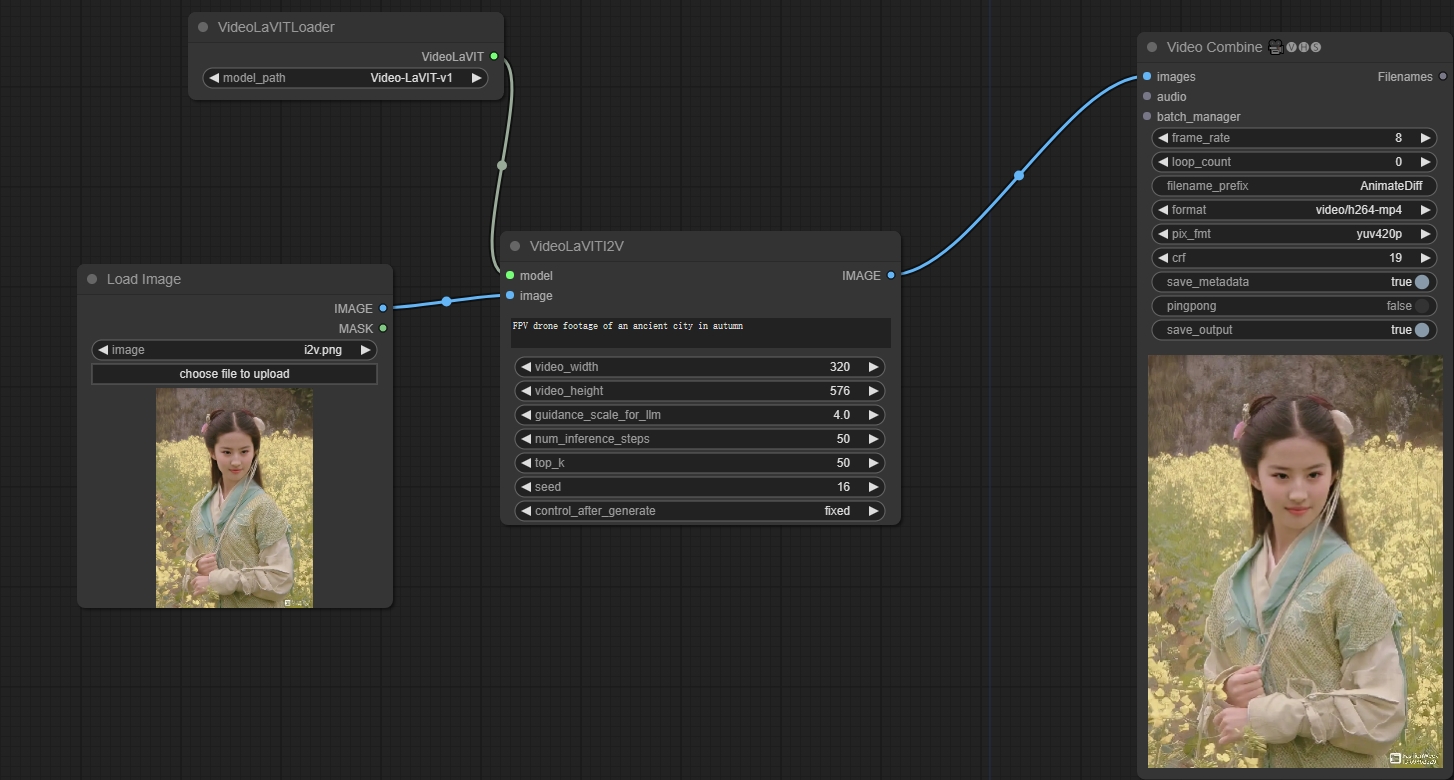 VideoLaVITLoader
VideoLaVIT
model_path Video-LaVIT-v1
Load Image
IMAGE
MASK
image i2v.png
choose file to upload
VideoLaVITI2V
model IMAGE
image
FPV drone footage of an ancient city in autumn
video_width 320
video_height 576
guidance_scale_for_llm 4.0
num_inference_steps 50
top_k 50
seed 16
control_after_generate fixed
Video Combine 🎥🅥🅗🅢
images Filenames
audio
batch_manager
frame_rate 8
loop_count 0
filename_prefix AnimateDiff
format video/h264-mp4
pix_fmt yuv420p
crf 19
save_metadata true
pingpong false
save_output true